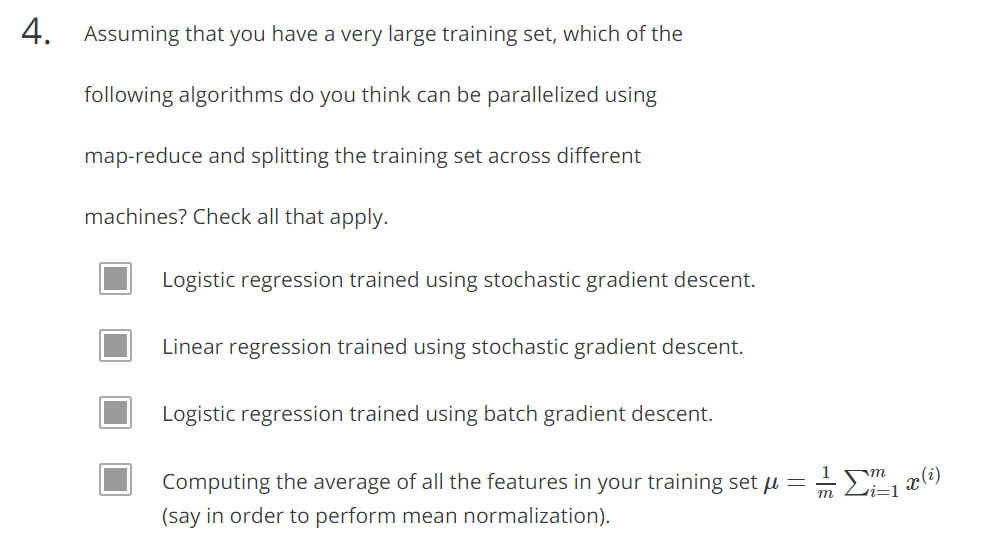 4. Assuming that you have a very large training set, which of the
following algorithms do you think can be parallelized using
map-reduce and splitting the training set across different
machines? Check all that apply.
Logistic regression trained using stochastic gradient descent.
Linear regression trained using stochastic gradient descent.
Logistic regression trained using batch gradient descent.
Computing the average of all the features in your training set μ = 1/m ∑_{i=1}^{m} x^{(i)}
(say in order to perform mean normalization).